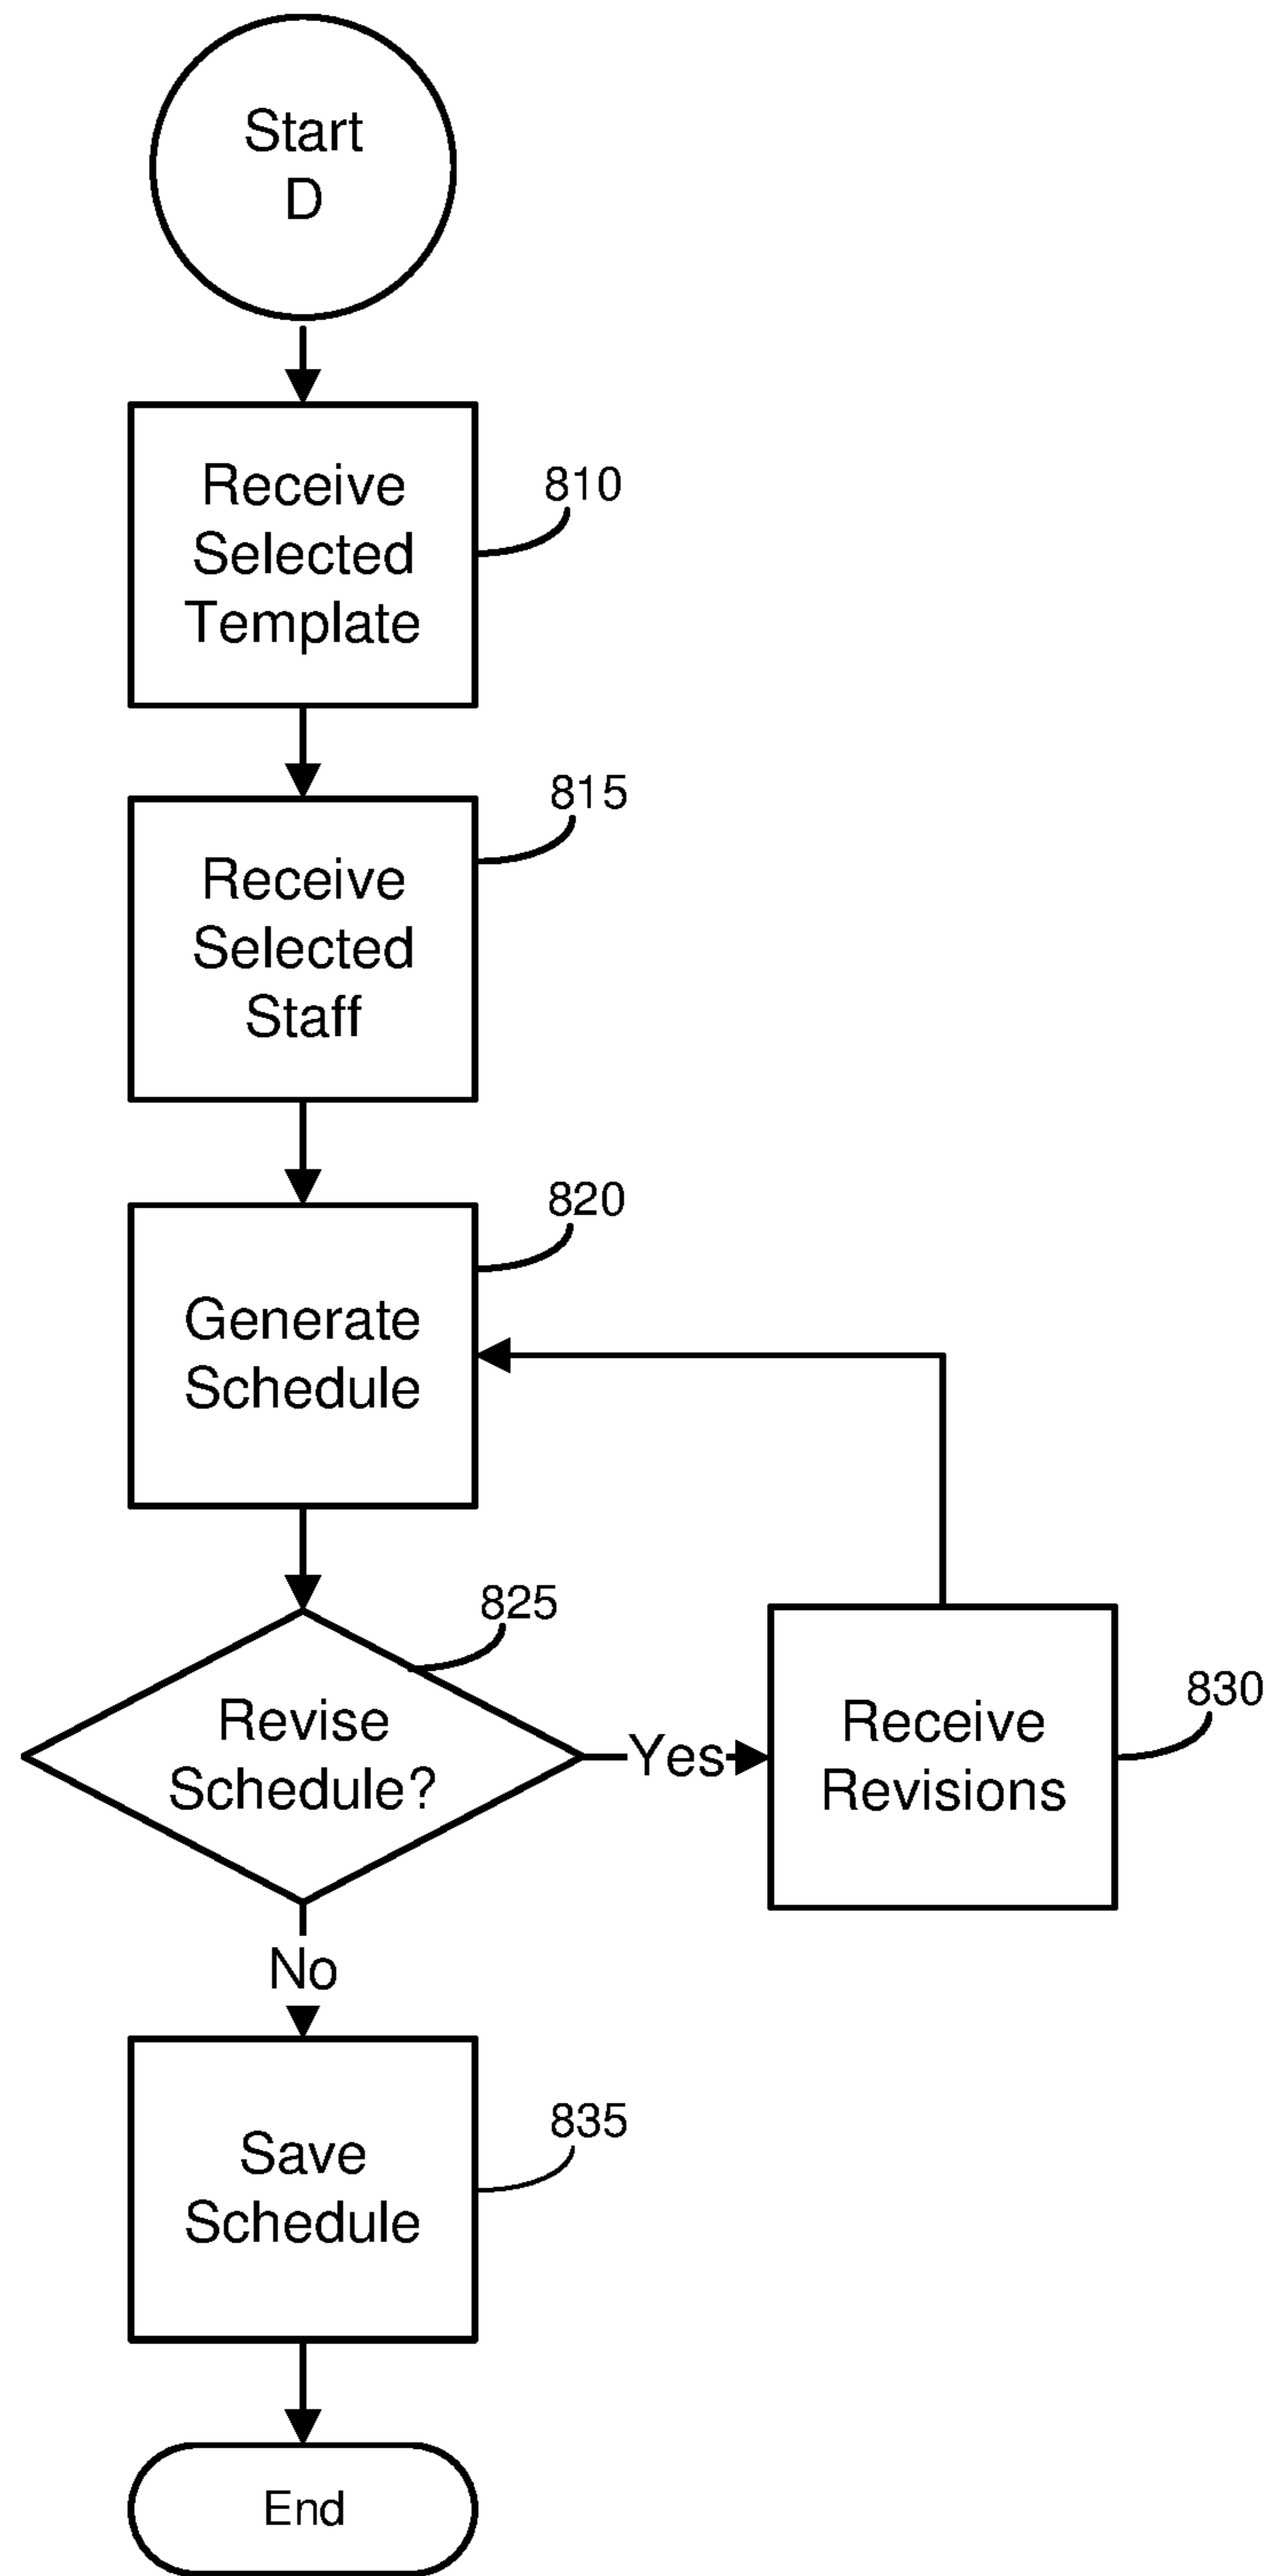 Start
D
Receive
Selected
Template
810
Receive
Selected
Staff
815
Generate
Schedule
820
Revise
Schedule?
825
Yes
Receive
Revisions
830
No
Save
Schedule
835
End